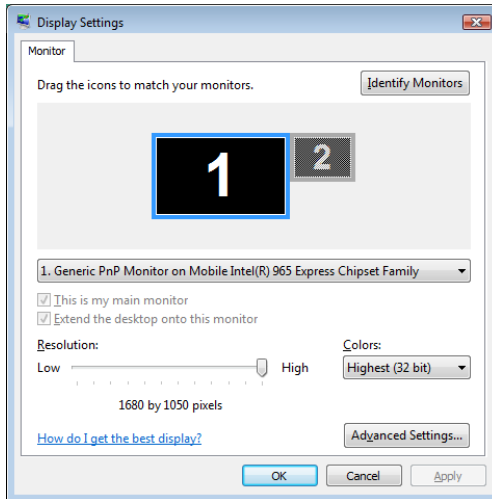 Display Settings
Monitor
Drag the icons to match your monitors.
Identify Monitors
1
2
1. Generic PnP Monitor on Mobile Intel(R) 965 Express Chipset Family
This is my main monitor
Extend the desktop onto this monitor
Resolution:
Colors:
Low
High
Highest (32 bit)
1680 by 1050 pixels
How do I get the best display?
Advanced Settings...
OK
Cancel
Apply